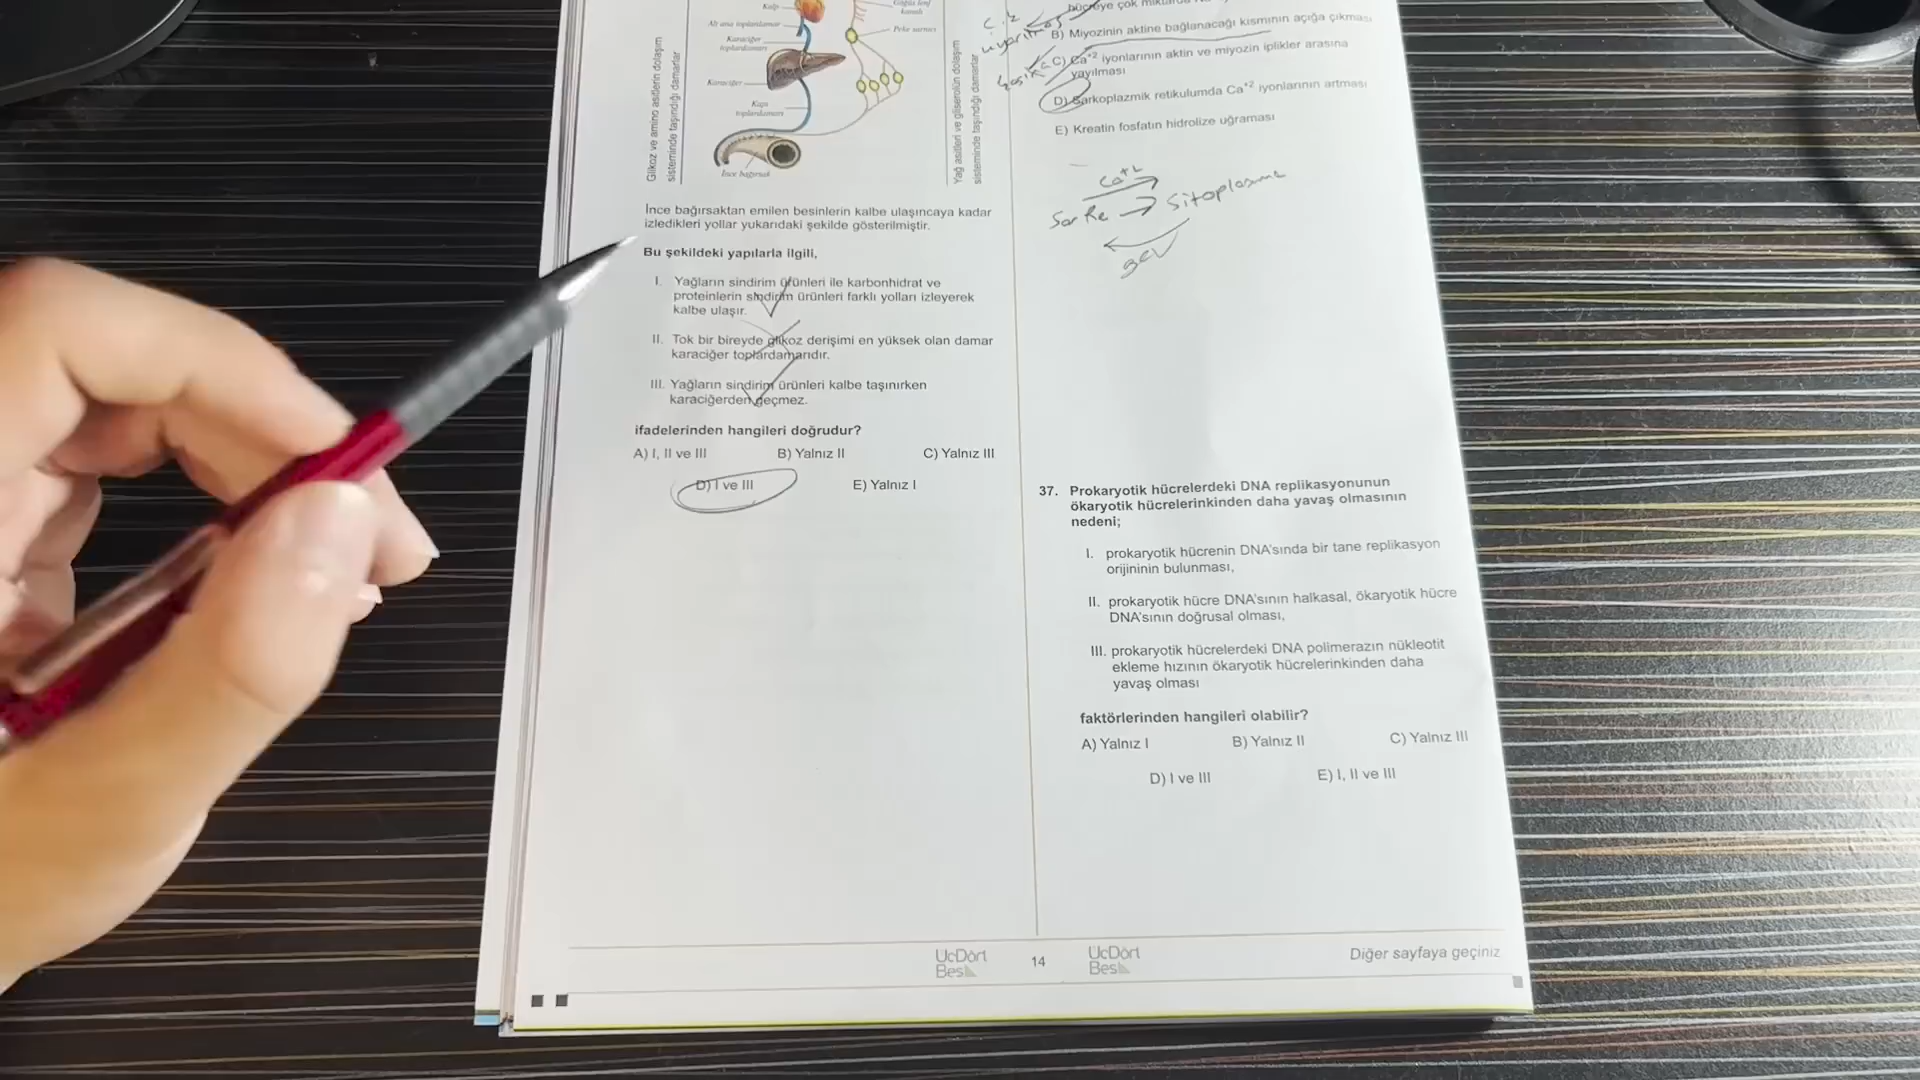 Kalp
Alt ana toplardamar
Karaciğer
toplardamarı
Karaciğer
Kapı
toplardamarı
İnce bağırsak
Göğüs lenf
kanalı
Peke sarnıcı
Glikoz ve amino asitlerin dolaşım
sisteminde taşındığı damarlar
Yağ asitleri ve gliserolün dolaşım
sisteminde taşındığı damarlar
İnce bağırsaktan emilen besinlerin kalbe ulaşıncaya kadar
izledikleri yollar yukarıdaki şekilde gösterilmiştir.
Bu şekildeki yapılarla ilgili,
I. Yağların sindirim ürünleri ile karbonhidrat ve
proteinlerin sindirim ürünleri farklı yolları izleyerek
kalbe ulaşır.
II. Tok bir bireyde glikoz derişimi en yüksek olan damar
karaciğer toplardamarıdır.
III. Yağların sindirim ürünleri kalbe taşınırken
karaciğerden geçmez.
ifadelerinden hangileri doğrudur?
A) I, II ve III B) Yalnız II C) Yalnız III
D) I ve III E) Yalnız I
hücreye çok
B) Miyozinin aktine bağlanacağı kısmının açığa çıkması
C) Ca+2 iyonlarının aktin ve miyozin iplikler arasına
yayılması
D) Sarkoplazmik retikulumda Ca+2 iyonlarının artması
E) Kreatin fosfatın hidrolize uğraması
Ca+2
Sar Re → Sitoplazma
gev
37. Prokaryotik hücrelerdeki DNA replikasyonunun
ökaryotik hücrelerinkinden daha yavaş olmasının
nedeni;
I. prokaryotik hücrenin DNA'sında bir tane replikasyon
orijininin bulunması,
II. prokaryotik hücre DNA'sının halkasal, ökaryotik hücre
DNA'sının doğrusal olması,
III. prokaryotik hücrelerdeki DNA polimerazın nükleotit
ekleme hızının ökaryotik hücrelerinkinden daha
yavaş olması
faktörlerinden hangileri olabilir?
A) Yalnız I B) Yalnız II C) Yalnız III
D) I ve III E) I, II ve III
ÜcDört
Beş
14
ÜcDört
Beş
Diğer sayfaya geçiniz